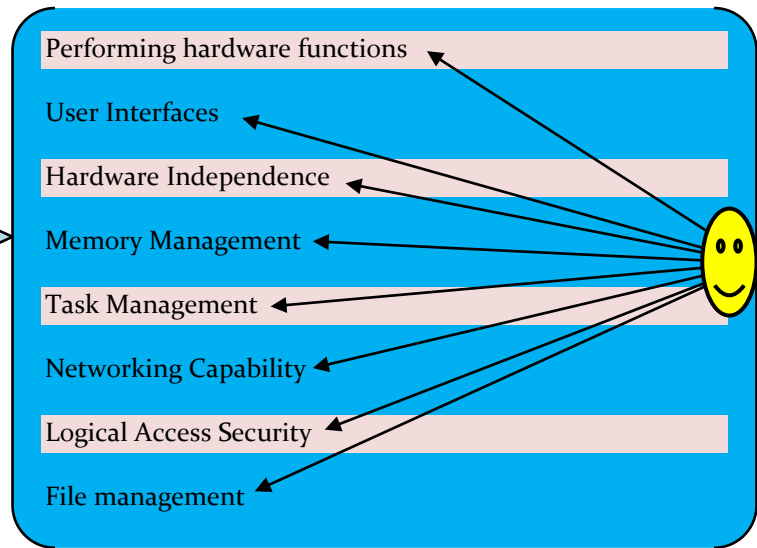 Performing hardware functions
User Interfaces
Hardware Independence
Memory Management
Task Management
Networking Capability
Logical Access Security
File management